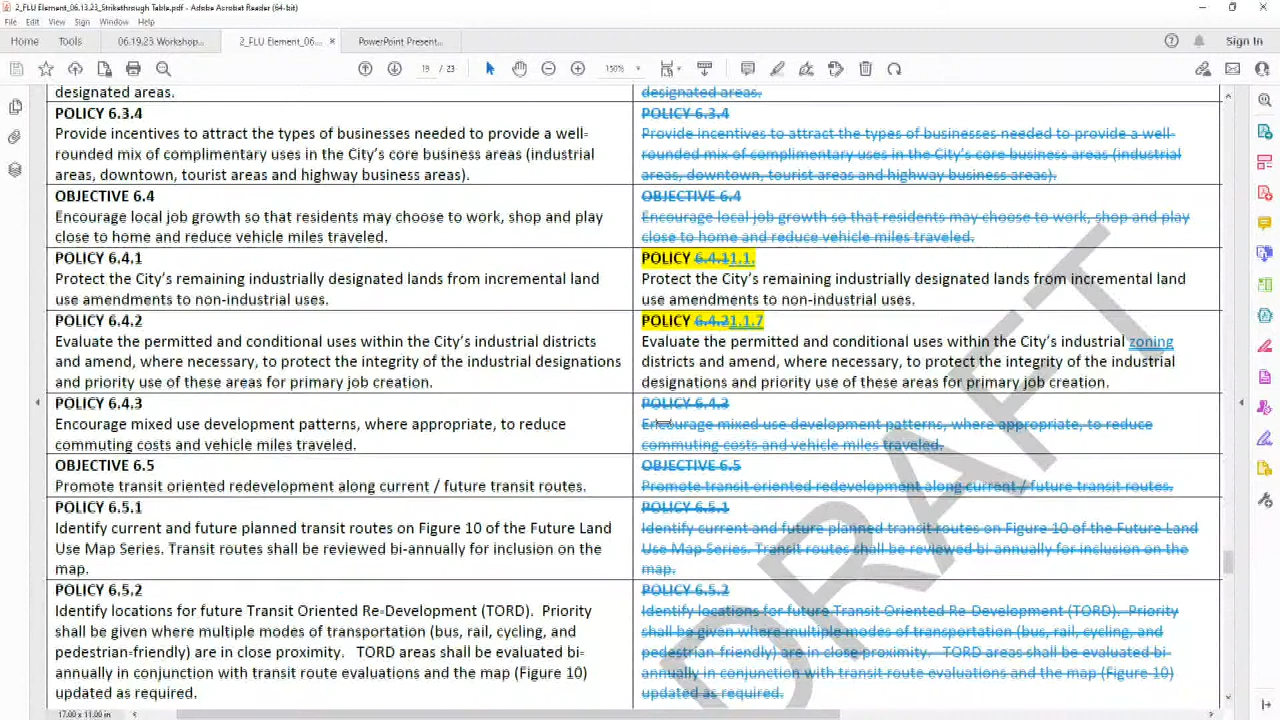 2_FLU Element_06.13.23_Strikethrough Table.pdf - Adobe Acrobat Reader (64-bit)
File Edit View Sign Window Help
Home Tools 06.19.23 Workshop... 2_FLU Element_06... × PowerPoint Present... Sign In
19 / 23 150%
designated areas.
POLICY 6.3.4
Provide incentives to attract the types of businesses needed to provide a well-
rounded mix of complimentary uses in the City's core business areas (industrial
areas, downtown, tourist areas and highway business areas).
OBJECTIVE 6.4
Encourage local job growth so that residents may choose to work, shop and play
close to home and reduce vehicle miles traveled.
POLICY 6.4.1
Protect the City's remaining industrially designated lands from incremental land
use amendments to non-industrial uses.
POLICY 6.4.2
Evaluate the permitted and conditional uses within the City's industrial districts
and amend, where necessary, to protect the integrity of the industrial designations
and priority use of these areas for primary job creation.
POLICY 6.4.3
Encourage mixed use development patterns, where appropriate, to reduce
commuting costs and vehicle miles traveled.
OBJECTIVE 6.5
Promote transit oriented redevelopment along current / future transit routes.
POLICY 6.5.1
Identify current and future planned transit routes on Figure 10 of the Future Land
Use Map Series. Transit routes shall be reviewed bi-annually for inclusion on the
map.
POLICY 6.5.2
Identify locations for future Transit Oriented Re-Development (TORD). Priority
shall be given where multiple modes of transportation (bus, rail, cycling, and
pedestrian-friendly) are in close proximity. TORD areas shall be evaluated bi-
annually in conjunction with transit route evaluations and the map (Figure 10)
updated as required.
designated areas.
POLICY 6.3.4
Provide incentives to attract the types of businesses needed to provide a well-
rounded mix of complimentary uses in the City's core business areas (industrial
areas, downtown, tourist areas and highway business areas).
OBJECTIVE 6.4
Encourage local job growth so that residents may choose to work, shop and play
close to home and reduce vehicle miles traveled.
POLICY 6.4.11.1.
Protect the City's remaining industrially designated lands from incremental land
use amendments to non-industrial uses.
POLICY 6.4.21.1.7
Evaluate the permitted and conditional uses within the City's industrial zoning
districts and amend, where necessary, to protect the integrity of the industrial
designations and priority use of these areas for primary job creation.
POLICY 6.4.3
Encourage mixed use development patterns, where appropriate, to reduce
commuting costs and vehicle miles traveled.
OBJECTIVE 6.5
Promote transit oriented redevelopment along current / future transit routes.
POLICY 6.5.1
Identify current and future planned transit routes on Figure 10 of the Future Land
Use Map Series. Transit routes shall be reviewed bi-annually for inclusion on the
map.
POLICY 6.5.2
Identify locations for future Transit Oriented Re-Development (TORD). Priority
shall be given where multiple modes of transportation (bus, rail, cycling, and
pedestrian-friendly) are in close proximity. TORD areas shall be evaluated bi-
annually in conjunction with transit route evaluations and the map (Figure 10)
updated as required.
DRAFT
17.00 x 11.00 in